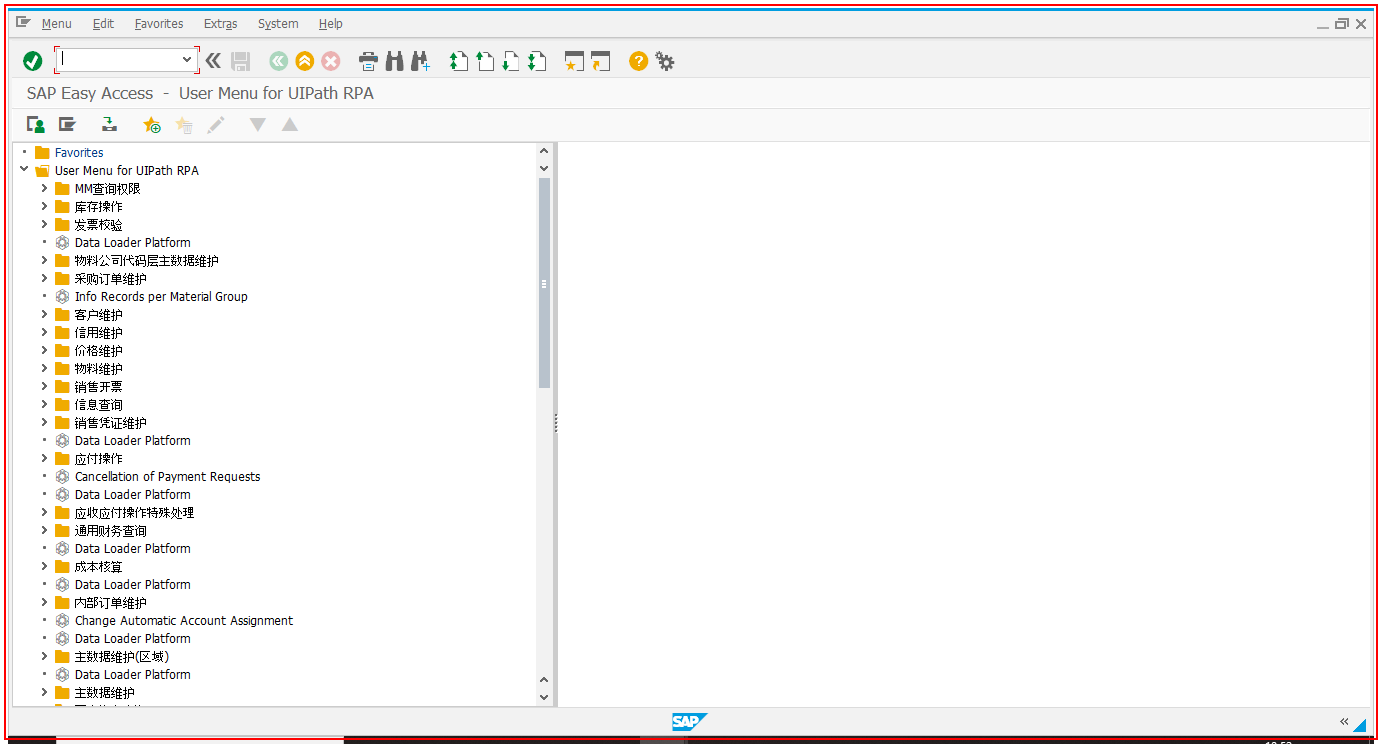 Menu Edit Favorites Extras System Help
SAP Easy Access - User Menu for UIPath RPA
Favorites
User Menu for UIPath RPA
MM查询权限
库存操作
发票校验
Data Loader Platform
物料公司代码层主数据维护
采购订单维护
Info Records per Material Group
客户维护
信用维护
价格维护
物料维护
销售开票
信息查询
销售凭证维护
Data Loader Platform
应付操作
Cancellation of Payment Requests
Data Loader Platform
应收应付操作特殊处理
通用财务查询
Data Loader Platform
成本核算
Data Loader Platform
内部订单维护
Change Automatic Account Assignment
Data Loader Platform
主数据维护(区域)
Data Loader Platform
主数据维护
SAP